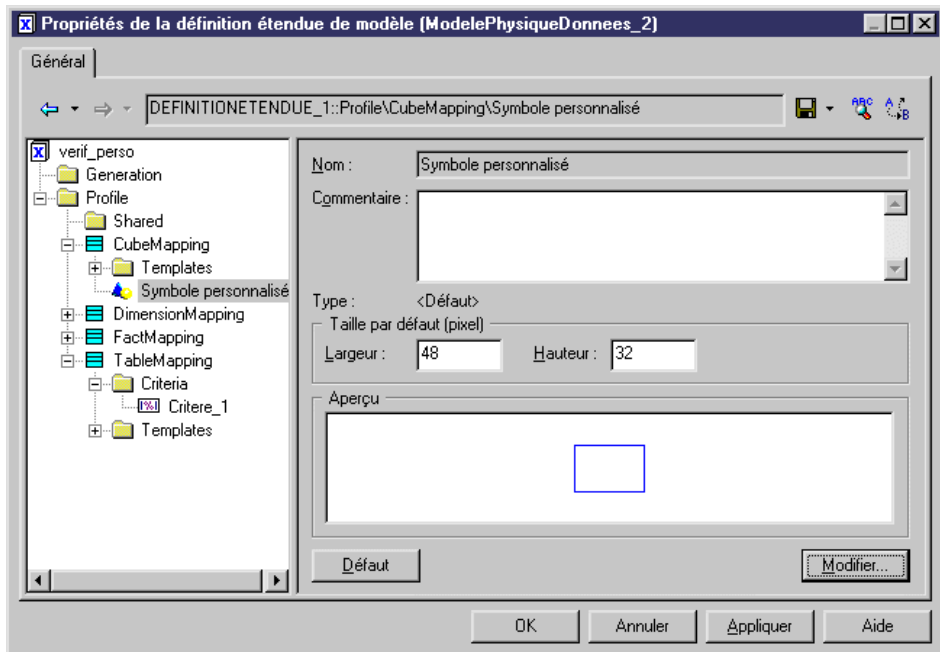 Propriétés de la définition étendue de modèle (ModelePhysiqueDonnees_2)
Général
DEFINITIONETENDUE_1::Profile\CubeMapping\Symbole personnalisé
verif_perso
Generation
Profile
Shared
CubeMapping
Templates
Symbole personnalisé
DimensionMapping
FactMapping
TableMapping
Criteria
Critere_1
Templates
Nom :
Symbole personnalisé
Commentaire :
Type : <Défaut>
Taille par défaut (pixel)
Largeur : 48 Hauteur : 32
Aperçu
Défaut Modifier...
OK Annuler Appliquer Aide